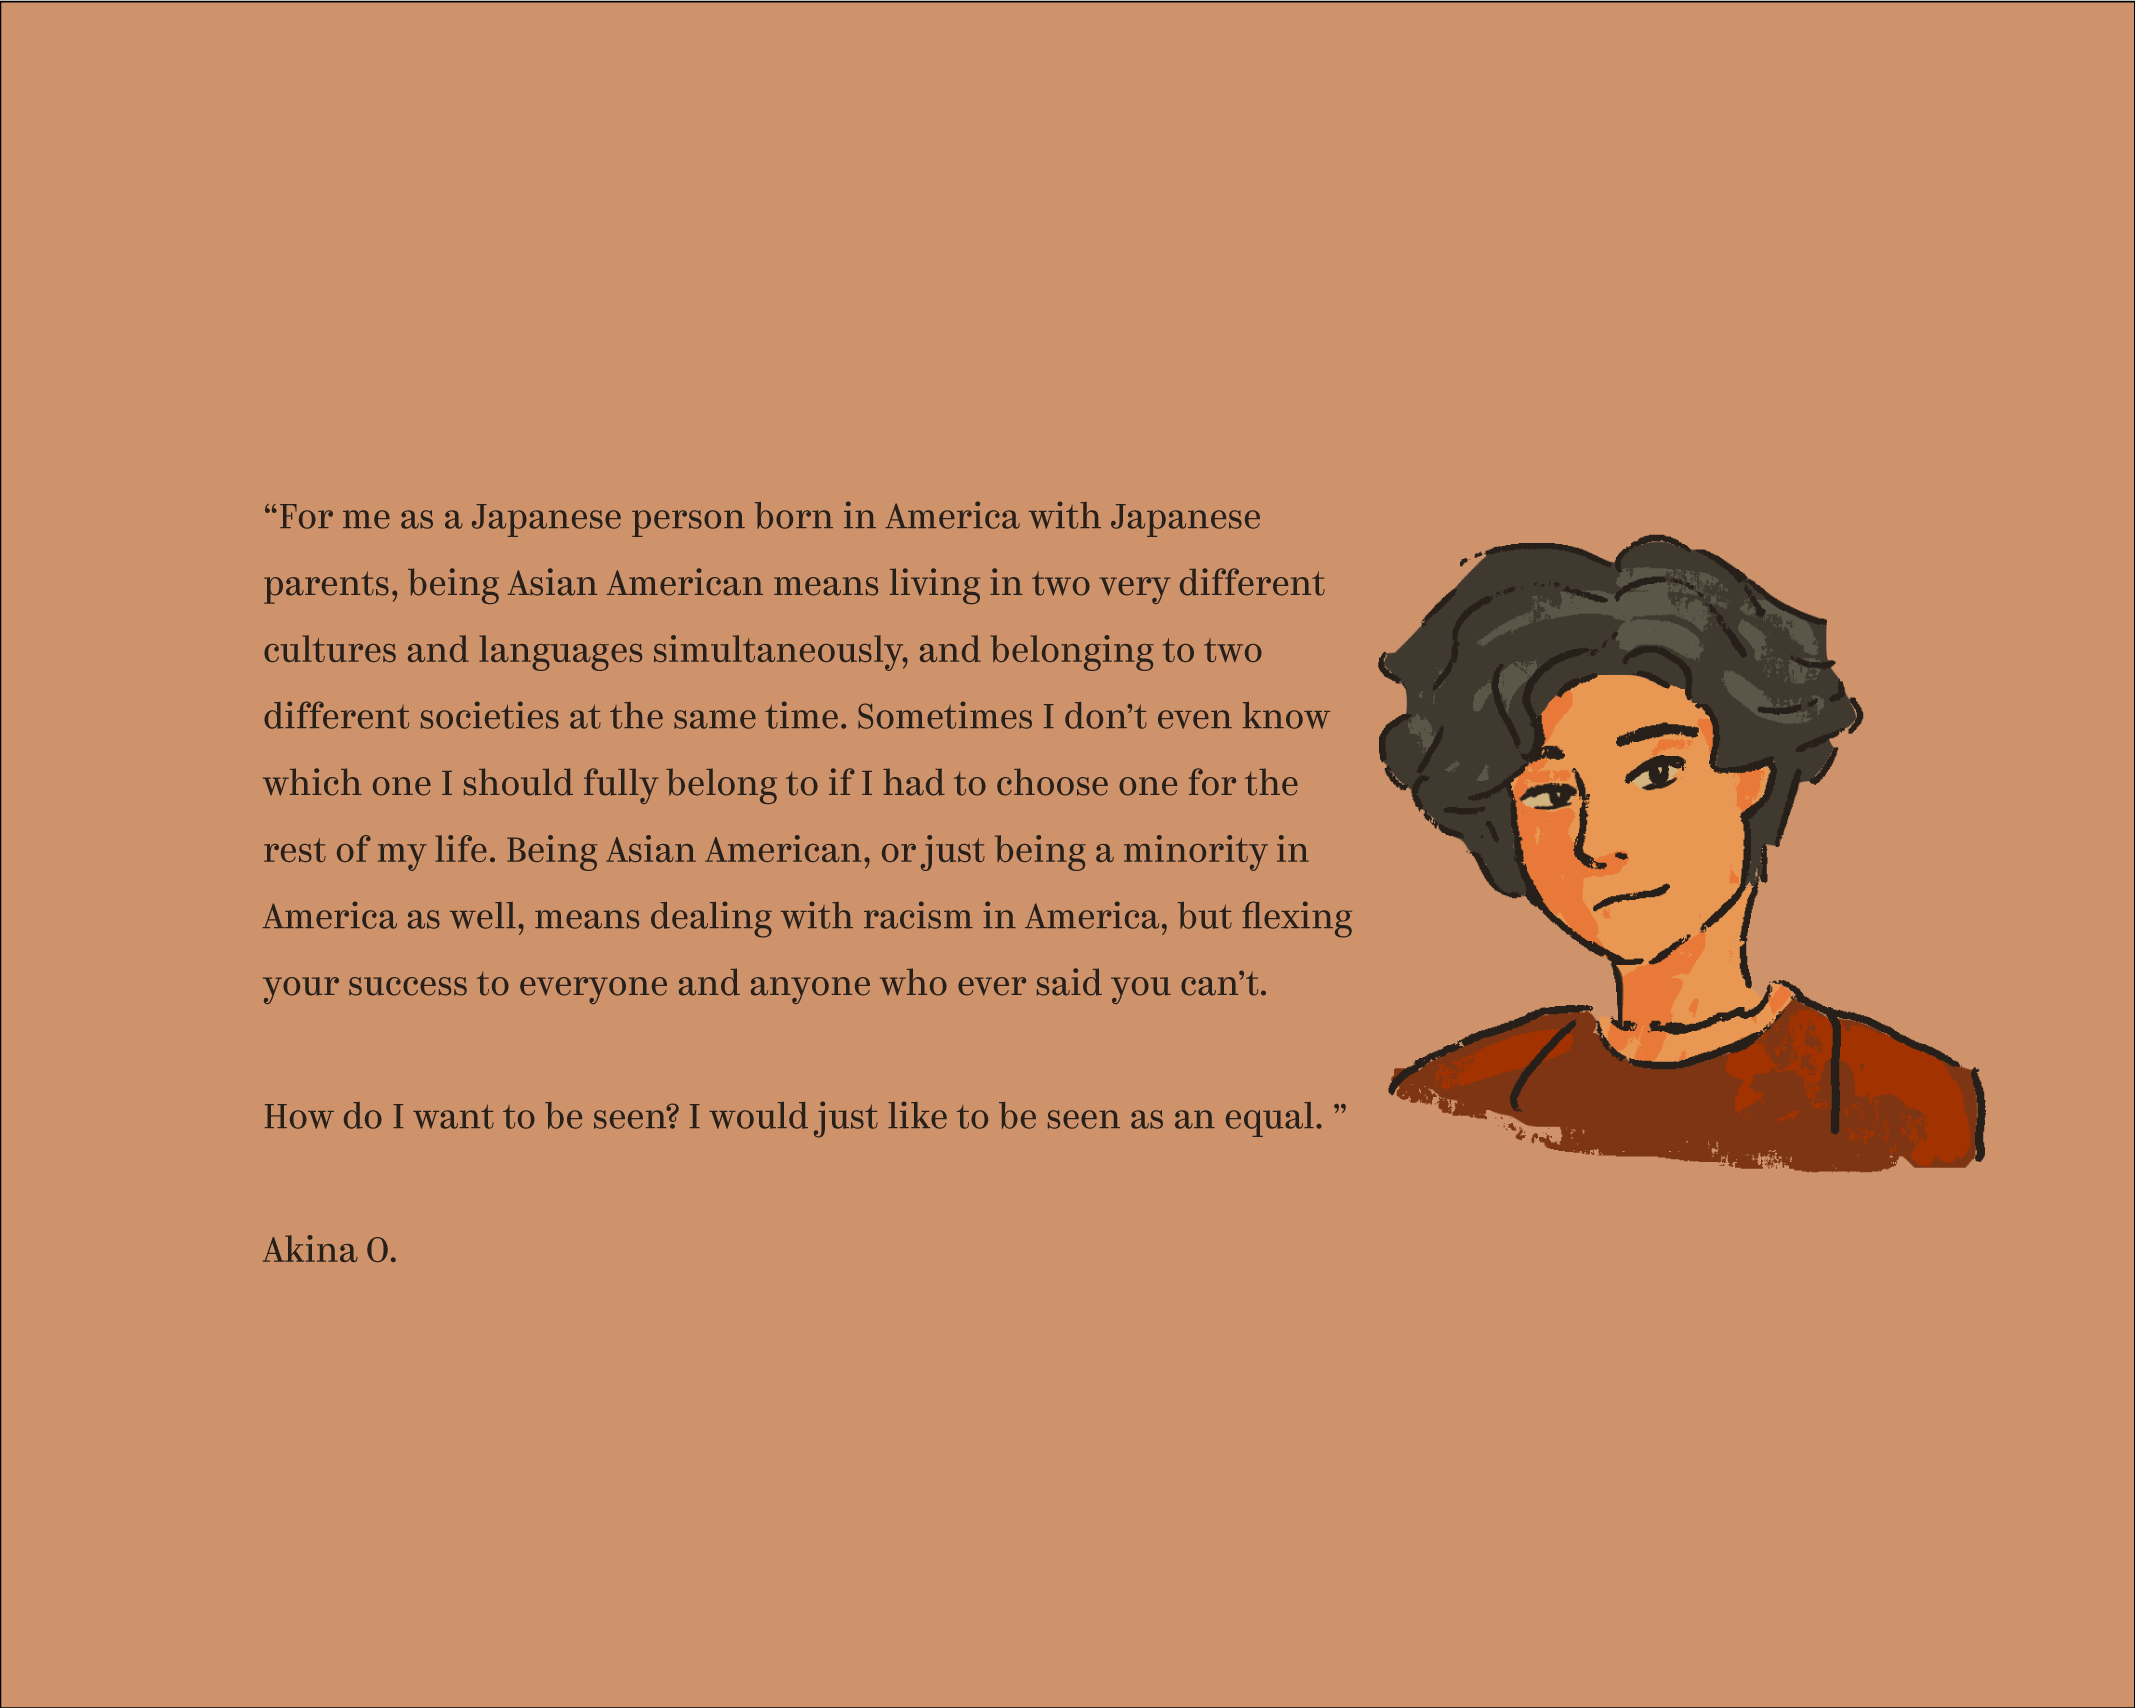 “For me as a Japanese person born in America with Japanese
parents, being Asian American means living in two very different
cultures and languages simultaneously, and belonging to two
different societies at the same time. Sometimes I don’t even know
which one I should fully belong to if I had to choose one for the
rest of my life. Being Asian American, or just being a minority in
America as well, means dealing with racism in America, but flexing
your success to everyone and anyone who ever said you can’t.
How do I want to be seen? I would just like to be seen as an equal. ”
Akina O.